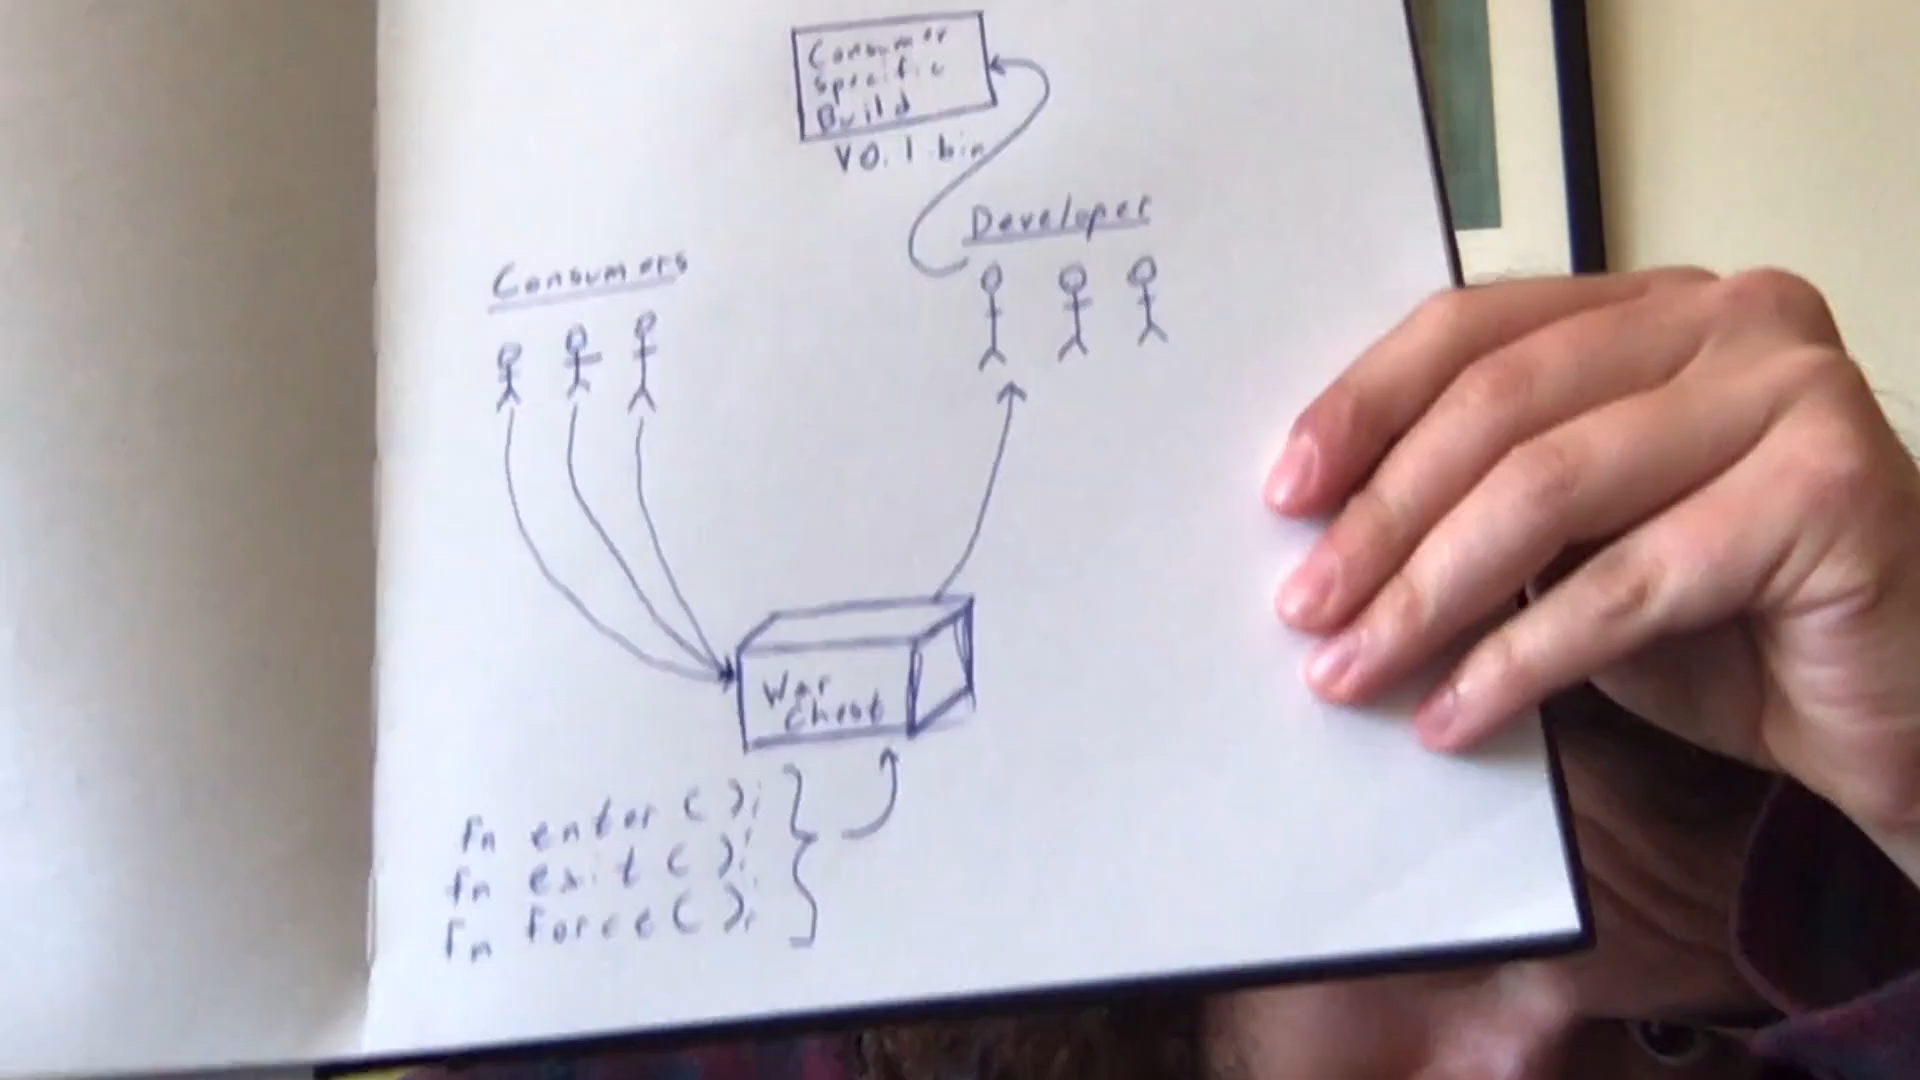 Consumer
Specific
Build
V0.1.bin
Developer
Consumers
War
Chest
fn enter();
fn exit();
fn force();